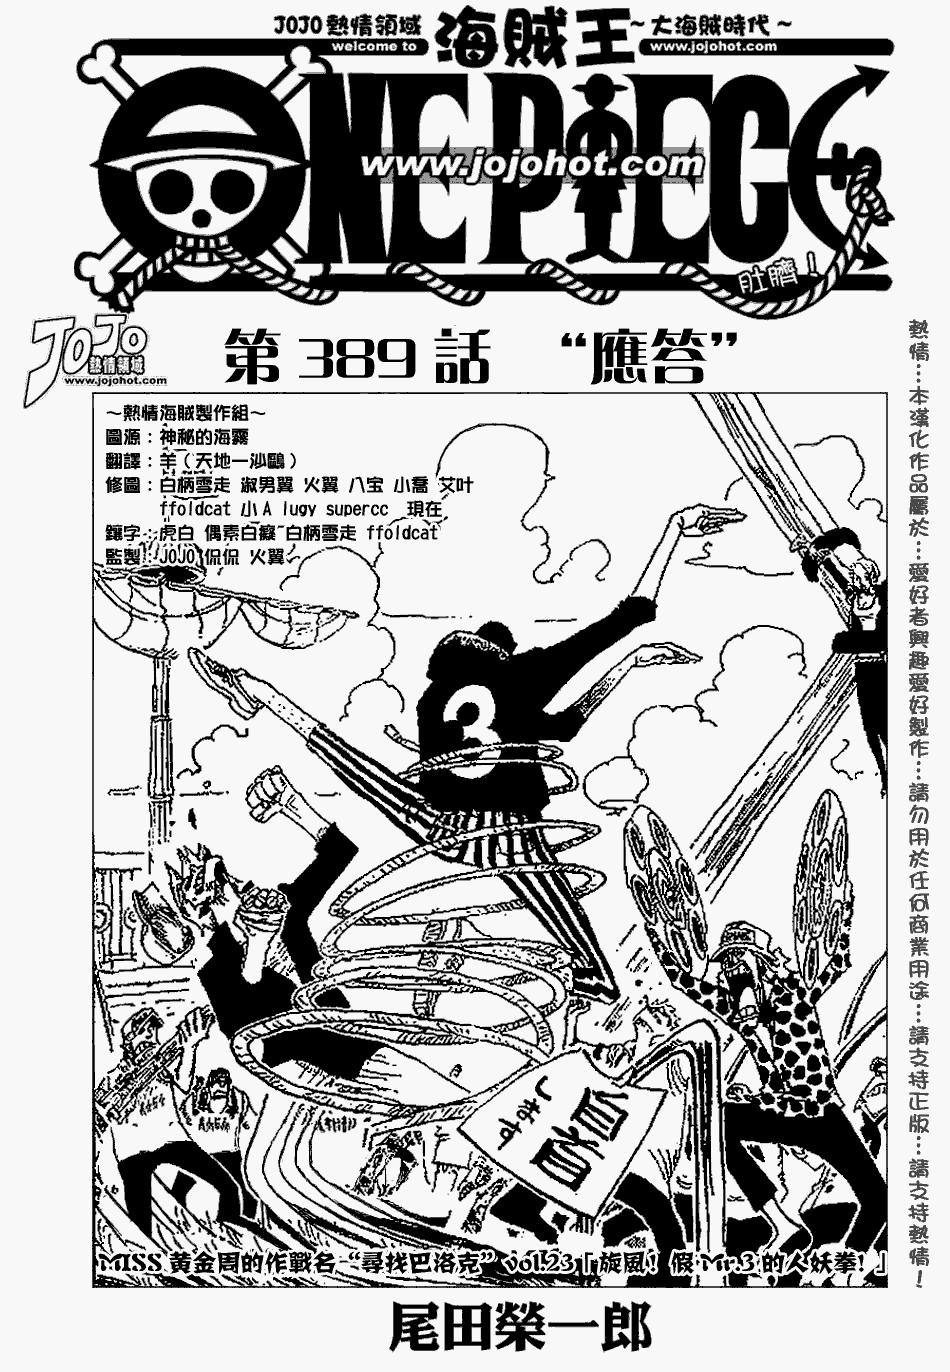 JOJO熱情領域 海賊王 ~大海賊時代~
welcome to www.jojohot.com
ONE PIECE
www.jojohot.com
肚臍!
JOJO
熱情領域
www.jojohot.com
第389話 “應答”
~熱情海賊製作組~
圖源:神秘的海霧
翻譯:羊(天地一沙鷗)
修圖:白柄雪走 淑男翼 火翼 八宝 小喬 艾叶
ffoldcat 小A lugy supercc 現在
鑲字:虎白 偶素白癡 白柄雪走 ffoldcat
監製:JOJO 侃侃 火翼
3
自首
します
MISS 黃金周的作戰名“尋找巴洛克” vol.23「旋風!假 Mr.3 的人妖拳!」
尾田榮一郎
熱情…本漢化作品屬於…愛好者興趣愛好製作…請勿用於任何商業用途…請支持正版…請支持熱情!